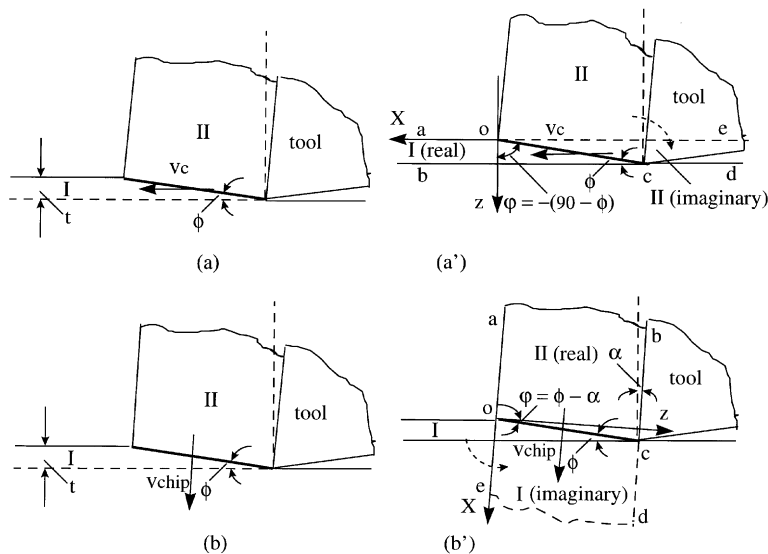 II
tool
vc
I
t
ϕ
(a)
II
tool
X
a
o
vc
e
I (real)
b
ϕ
c
d
z
φ = −(90 − ϕ)
II (imaginary)
(a')
II
tool
I
t
vchip
ϕ
(b)
a
b
II (real)
α
tool
φ = ϕ − α
o
z
I
vchip
ϕ
c
e
I (imaginary)
X
d
(b')